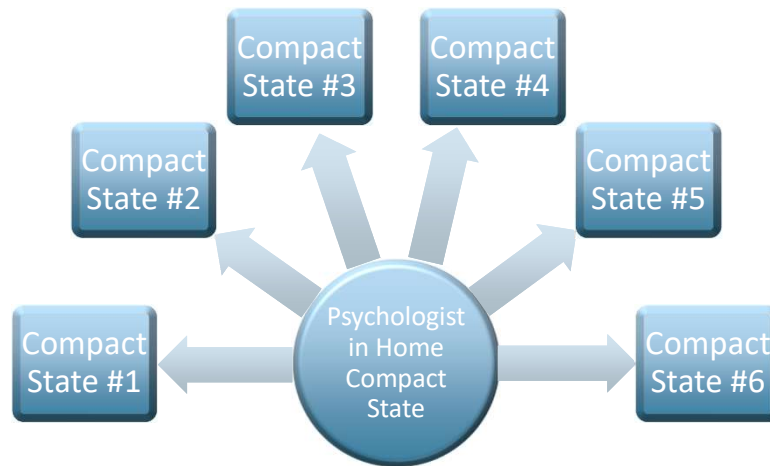 Compact
State #3
Compact
State #4
Compact
State #2
Compact
State #5
Compact
State #1
Psychologist
in Home
Compact
State
Compact
State #6